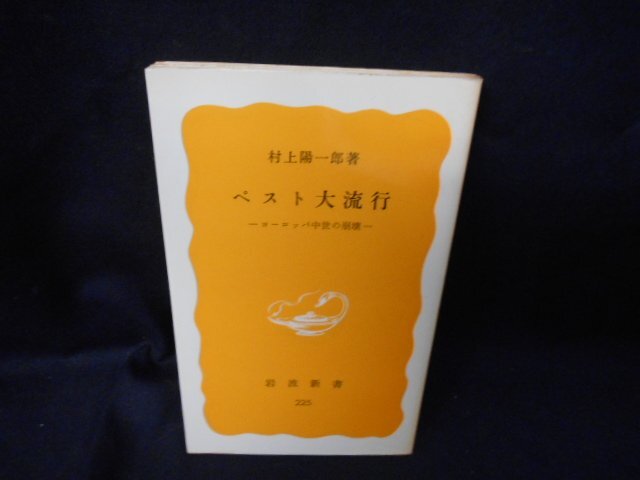 村上陽一郎著
ペスト大流行
―ヨーロッパ中世の崩壊―
岩波新書
225